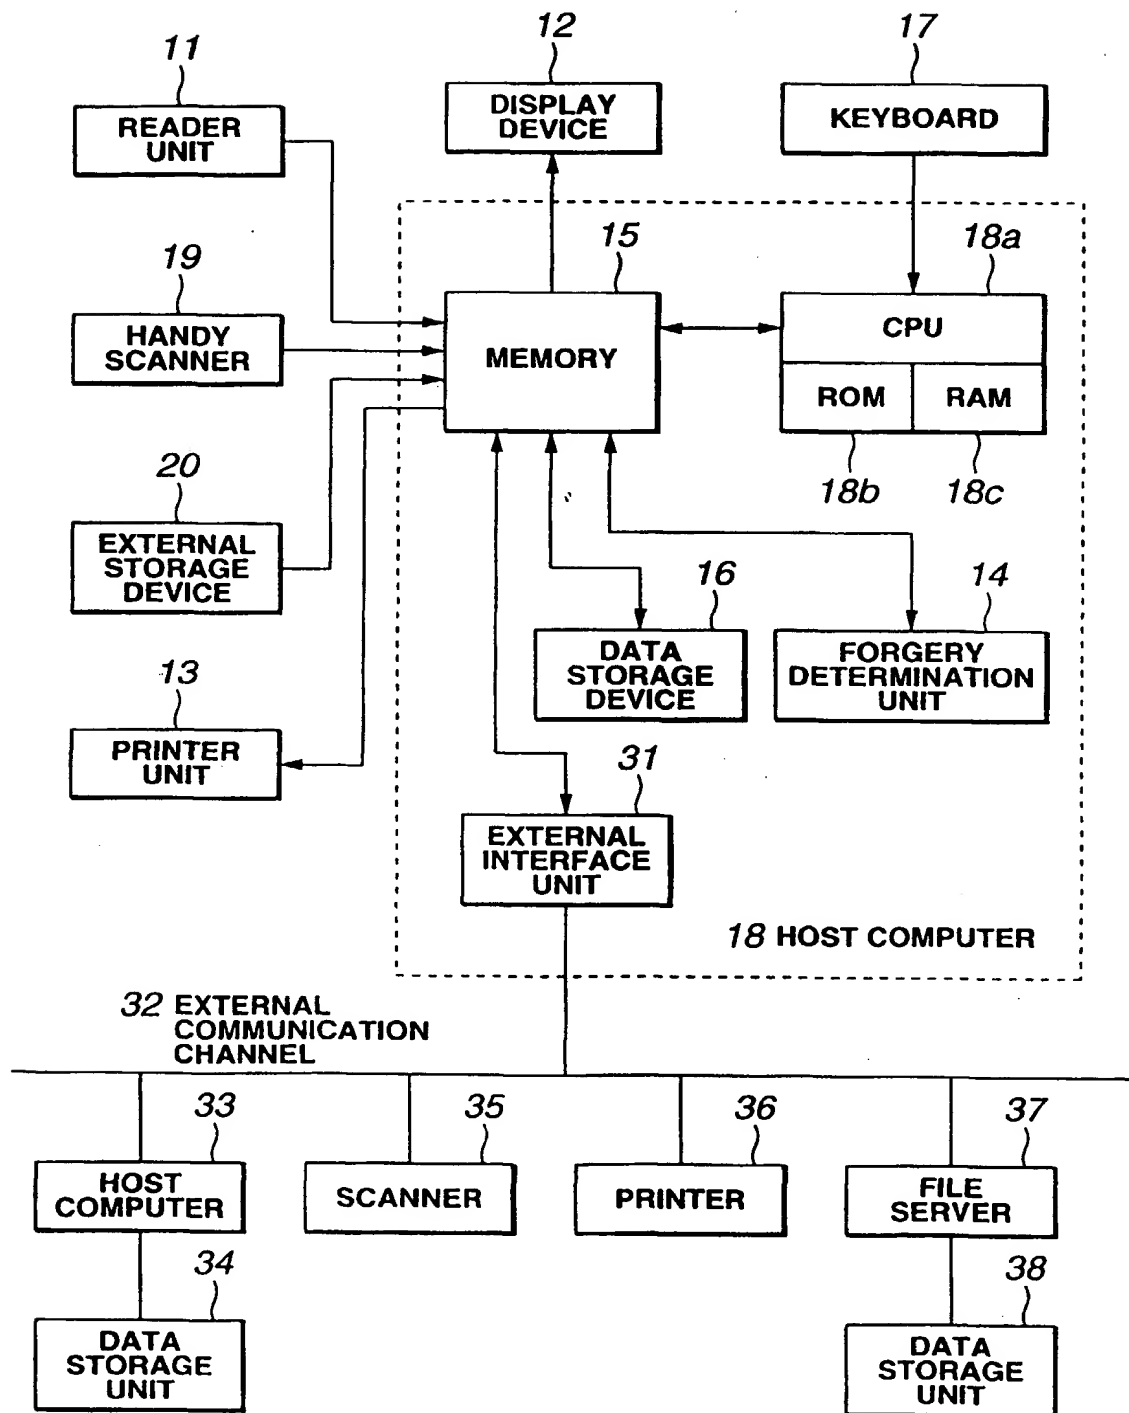 11
READER
UNIT
12
DISPLAY
DEVICE
17
KEYBOARD
19
HANDY
SCANNER
15
MEMORY
18a
CPU
ROM
RAM
18b
18c
20
EXTERNAL
STORAGE
DEVICE
16
DATA
STORAGE
DEVICE
14
FORGERY
DETERMINATION
UNIT
13
PRINTER
UNIT
31
EXTERNAL
INTERFACE
UNIT
18 HOST COMPUTER
32 EXTERNAL
COMMUNICATION
CHANNEL
33
HOST
COMPUTER
35
SCANNER
36
PRINTER
37
FILE
SERVER
34
DATA
STORAGE
UNIT
38
DATA
STORAGE
UNIT